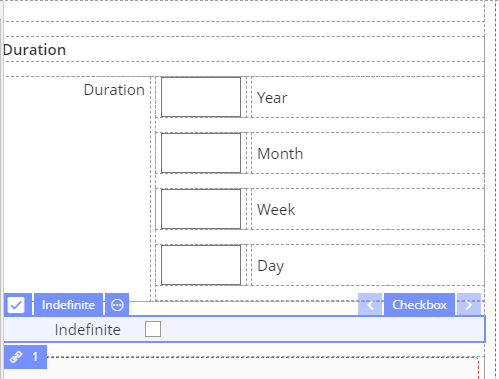 Duration
Duration
Year
Month
Week
Day
Indefinite
Checkbox
Indefinite
1